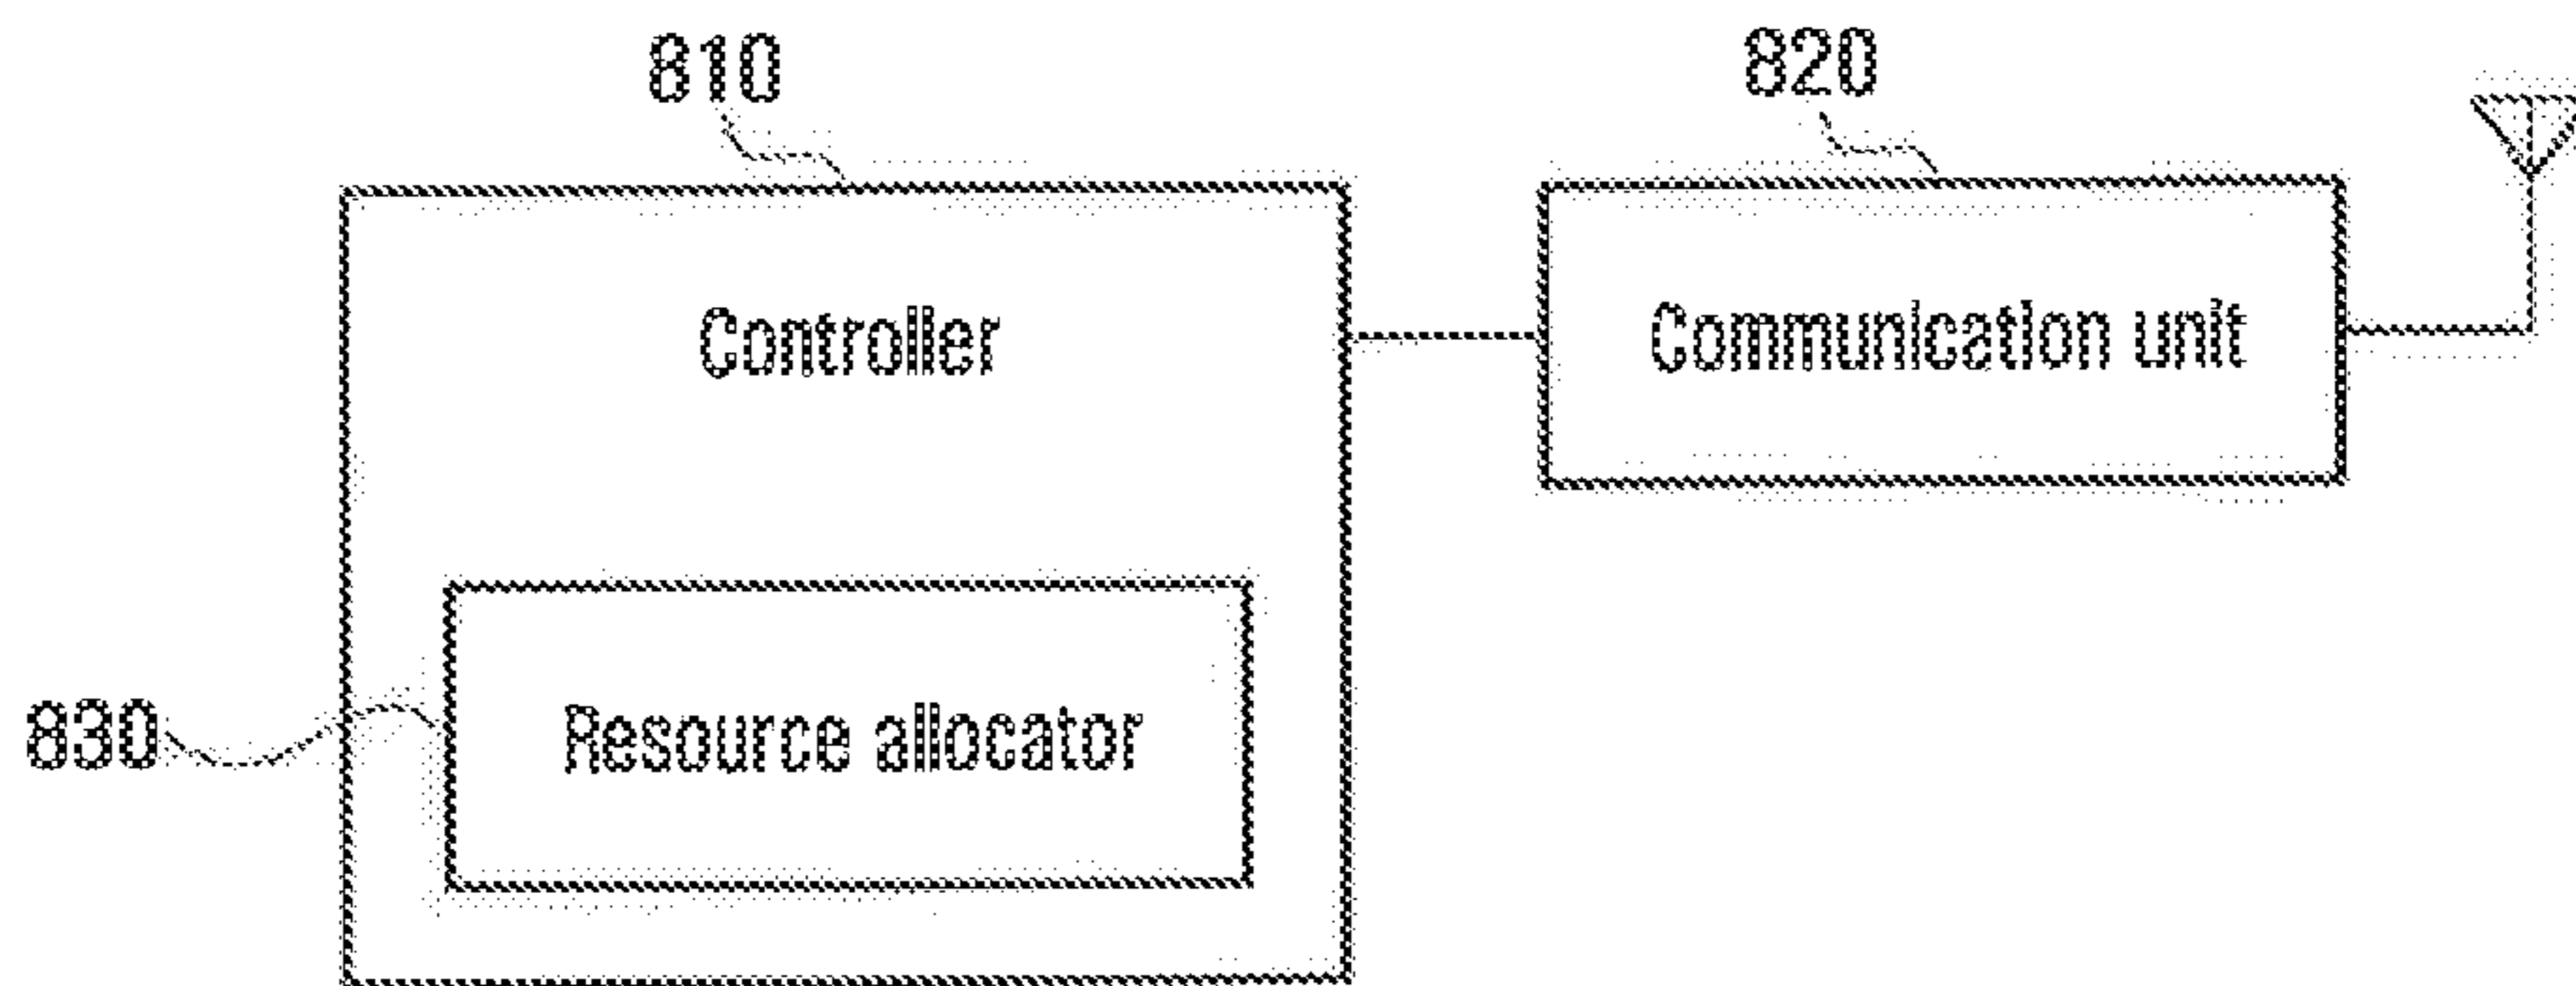 810
820
Controller
Communication unit
830
Resource allocator